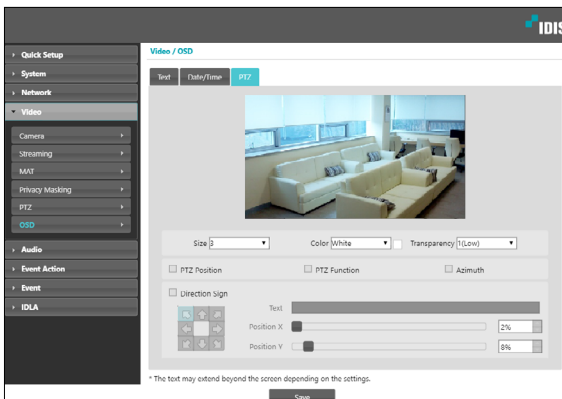 IDIS
Quick Setup
System
Network
Video
Camera
Streaming
MAT
Privacy Masking
PTZ
OSD
Audio
Event Action
Event
IDLA
Video / OSD
Text Date/Time PTZ
Size 3 Color White Transparency 1(Low)
PTZ Position PTZ Function Azimuth
Direction Sign
Text
Position X 2%
Position Y 8%
* The text may extend beyond the screen depending on the settings.
Save